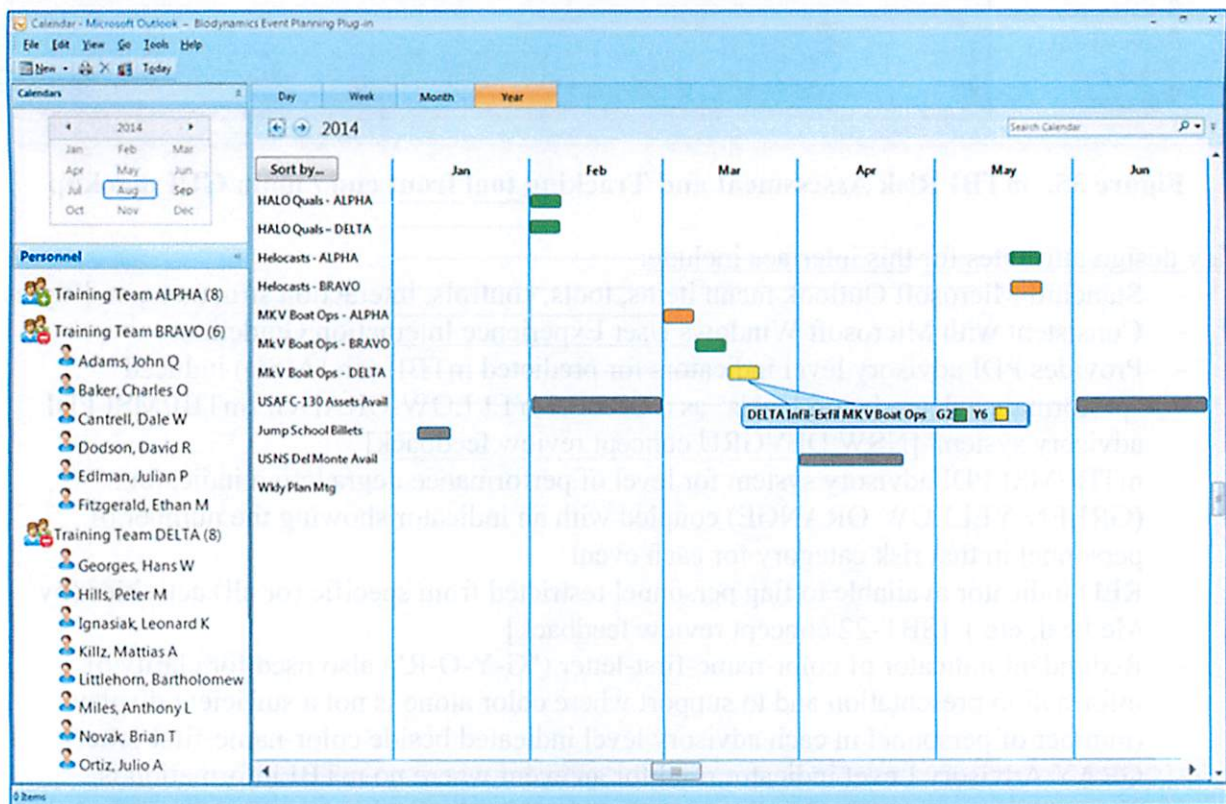 Calendar - Microsoft Outlook – Biodynamics Event Planning Plug-in
File Edit View Go Tools Help
New Today
Calendars
Day Week Month Year
2014
Jan Feb Mar
Apr May
Jul Aug Sep
Oct Nov Dec
Personnel
Training Team ALPHA (8)
Training Team BRAVO (6)
Adams, John Q
Baker, Charles O
Cantrell, Dale W
Dodson, David R
Edlman, Julian P
Fitzgerald, Ethan M
Training Team DELTA (8)
Georges, Hans W
Hills, Peter M
Ignasiak, Leonard K
Killz, Mattias A
Littlehorn, Bartholomew
Miles, Anthony L
Novak, Brian T
Ortiz, Julio A
2014
Search Calendar
Sort by...
Jan Feb Mar Apr May Jun
HALO Quals - ALPHA
HALO Quals – DELTA
Helocasts - ALPHA
Helocasts - BRAVO
MKV Boat Ops - ALPHA
MkV Boat Ops - BRAVO
MkV Boat Ops - DELTA
USAF C-130 Assets Avail
DELTA Infil-Exfil MKV Boat Ops: G2 Y6
Jump School Billets
USNS Del Monte Avail
Wkly Plan Mtg
0 Items